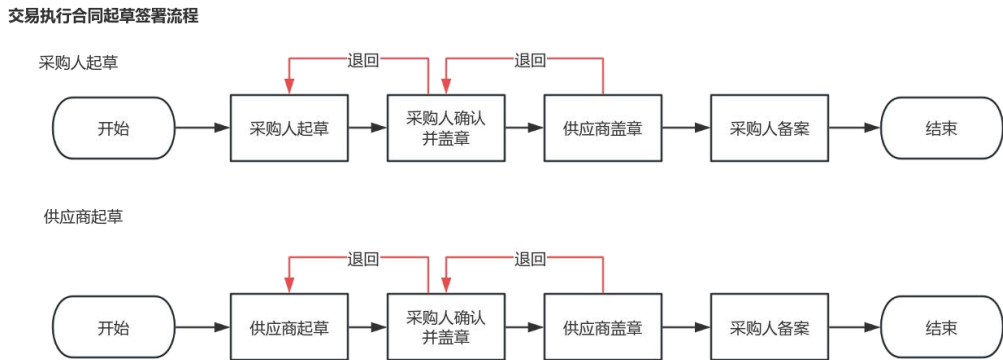 交易执行合同起草签署流程
采购人起草
退回
退回
开始
采购人起草
采购人确认
并盖章
供应商盖章
采购人备案
结束
供应商起草
退回
退回
开始
供应商起草
采购人确认
并盖章
供应商盖章
采购人备案
结束